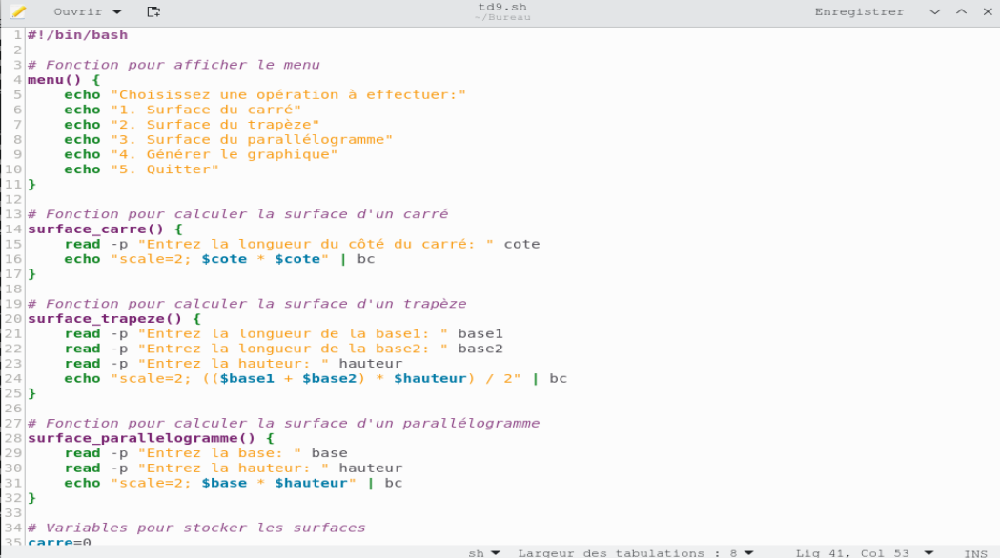 Ouvrir
td9.sh
~/Bureau
Enregistrer
1 #!/bin/bash
2
3 # Fonction pour afficher le menu
4 menu() {
5     echo "Choisissez une opération à effectuer:"
6     echo "1. Surface du carré"
7     echo "2. Surface du trapèze"
8     echo "3. Surface du parallélogramme"
9     echo "4. Générer le graphique"
10     echo "5. Quitter"
11 }
12
13 # Fonction pour calculer la surface d'un carré
14 surface_carre() {
15     read -p "Entrez la longueur du côté du carré: " cote
16     echo "scale=2; $cote * $cote" | bc
17 }
18
19 # Fonction pour calculer la surface d'un trapèze
20 surface_trapeze() {
21     read -p "Entrez la longueur de la base1: " base1
22     read -p "Entrez la longueur de la base2: " base2
23     read -p "Entrez la hauteur: " hauteur
24     echo "scale=2; (($base1 + $base2) * $hauteur) / 2" | bc
25 }
26
27 # Fonction pour calculer la surface d'un parallélogramme
28 surface_parallelogramme() {
29     read -p "Entrez la base: " base
30     read -p "Entrez la hauteur: " hauteur
31     echo "scale=2; $base * $hauteur" | bc
32 }
33
34 # Variables pour stocker les surfaces
35 carre=0
sh Largeur des tabulations : 8 Lig 41, Col 53 INS